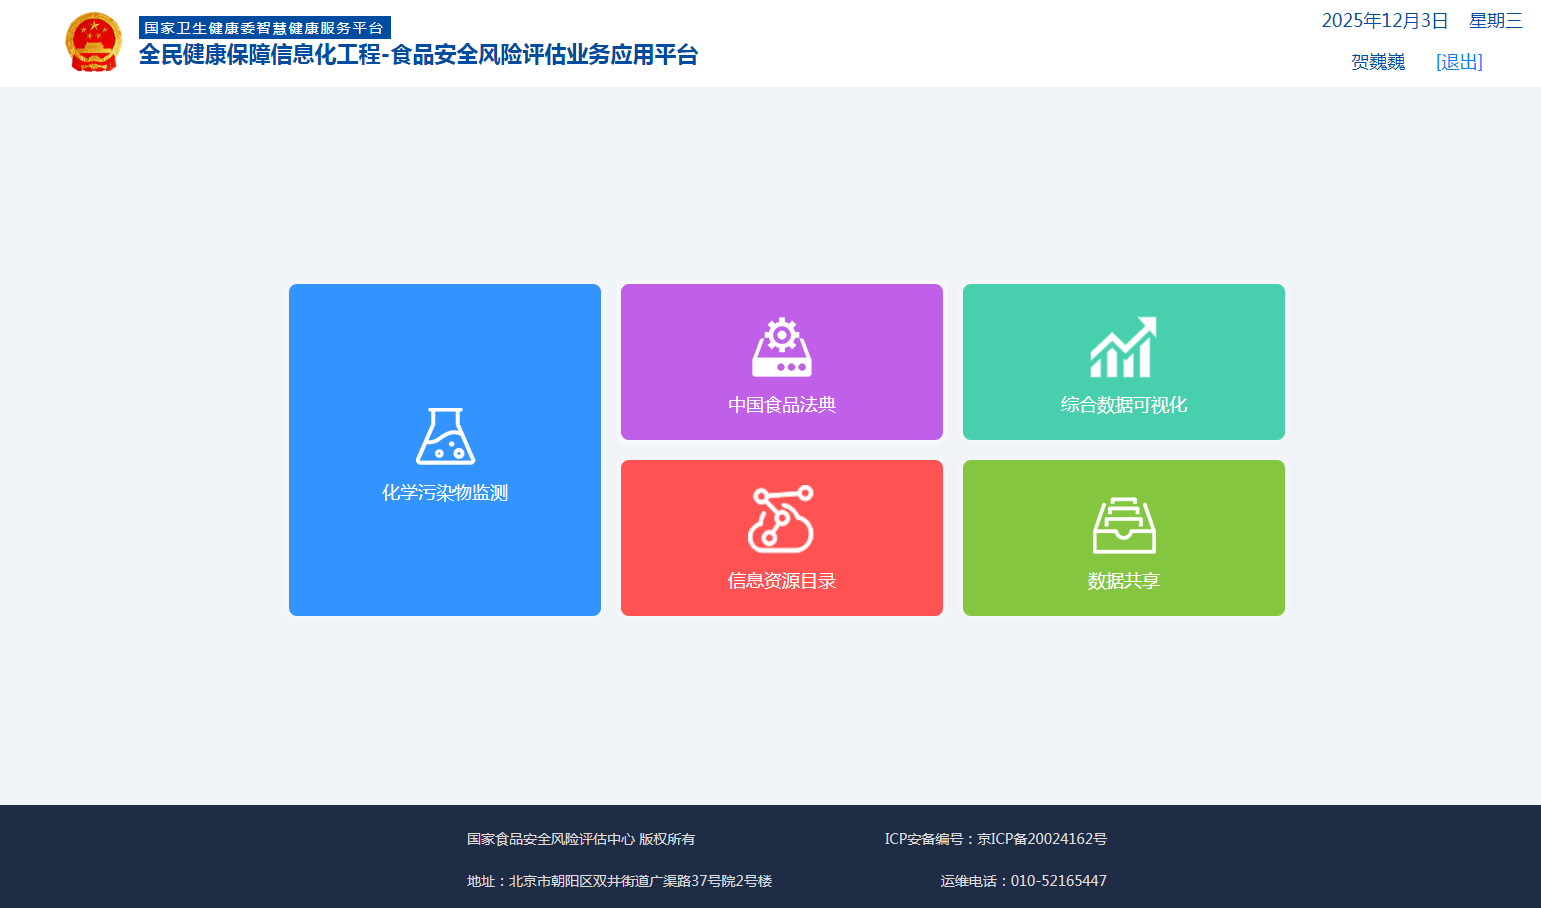 国家卫生健康委智慧健康服务平台
全民健康保障信息化工程-食品安全风险评估业务应用平台
2025年12月3日 星期三
贺巍巍 [退出]
化学污染物监测
中国食品法典
综合数据可视化
信息资源目录
数据共享
国家食品安全风险评估中心 版权所有
ICP安备编号：京ICP备20024162号
地址：北京市朝阳区双井街道广渠路37号院2号楼
运维电话：010-52165447